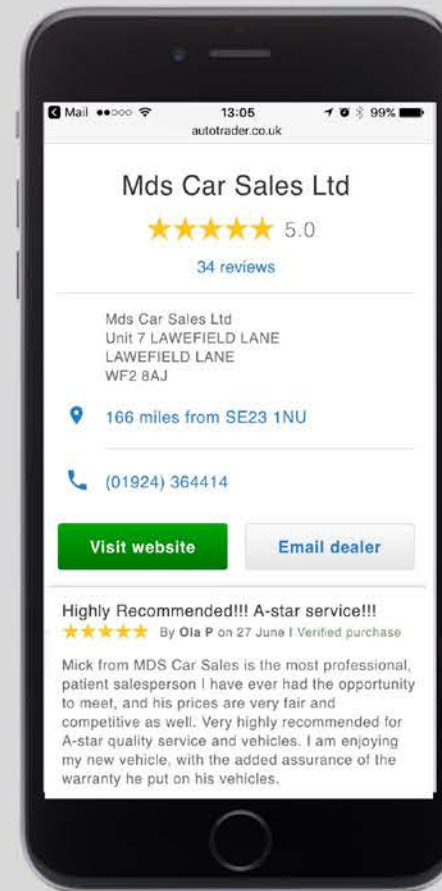 Mail 13:05 99%
autotrader.co.uk
Mds Car Sales Ltd
5.0
34 reviews
Mds Car Sales Ltd
Unit 7 LAWEFIELD LANE
LAWEFIELD LANE
WF2 8AJ
166 miles from SE23 1NU
(01924) 364414
Visit website Email dealer
Highly Recommended!!! A-star service!!!
By Ola P on 27 June | Verified purchase
Mick from MDS Car Sales is the most professional,
patient salesperson I have ever had the opportunity
to meet, and his prices are very fair and
competitive as well. Very highly recommended for
A-star quality service and vehicles. I am enjoying
my new vehicle, with the added assurance of the
warranty he put on his vehicles.